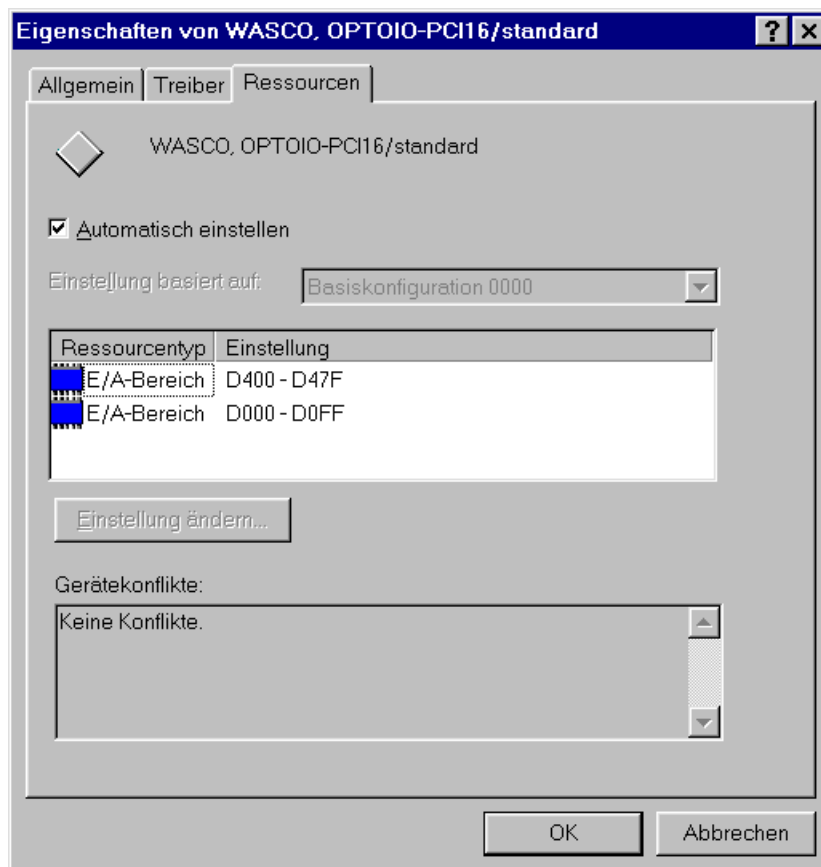 Eigenschaften von WASCO, OPTOIO-PCI16/standard
Allgemein Treiber Ressourcen
WASCO, OPTOIO-PCI16/standard
Automatisch einstellen
Einstellung basiert auf: Basiskonfiguration 0000
Ressourcentyp Einstellung
E/A-Bereich D400 - D47F
E/A-Bereich D000 - D0FF
Einstellung ändern...
Gerätekonflikte:
Keine Konflikte.
OK Abbrechen